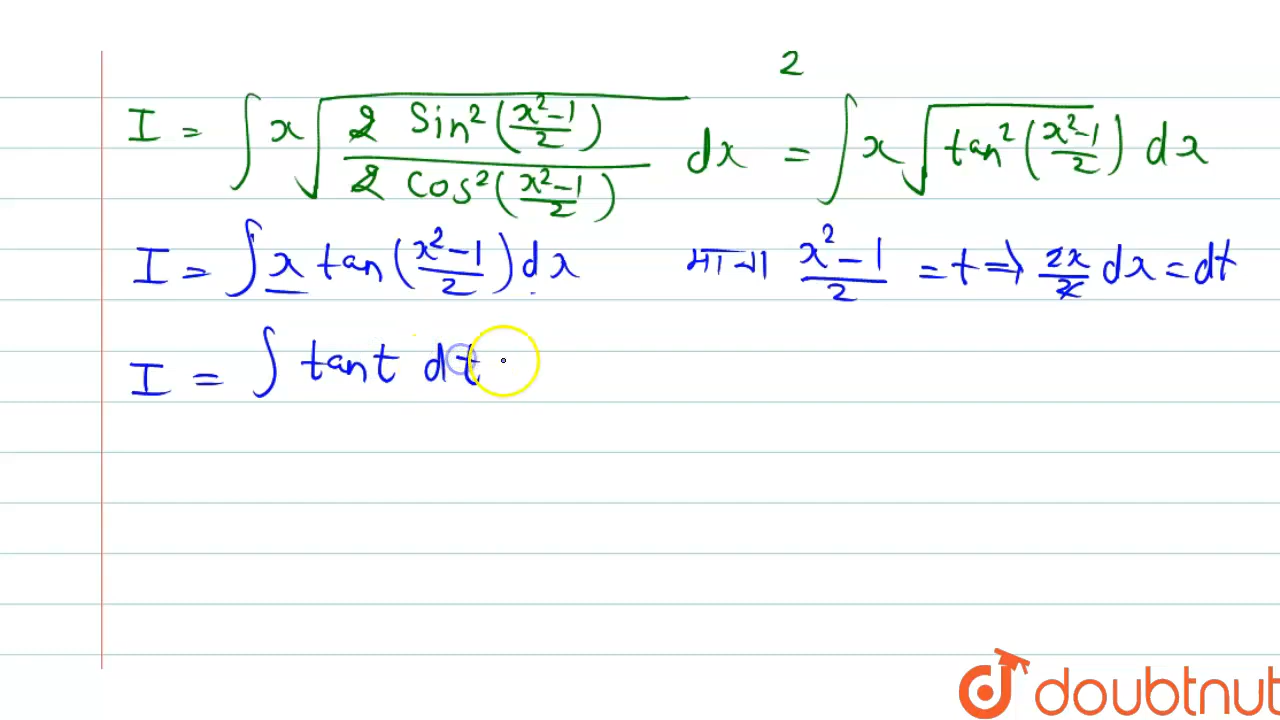 2
I = ∫ x √(2 Sin²((x²-1)/2) / 2 Cos²((x²-1)/2)) dx = ∫ x √(tan²((x²-1)/2)) dx
I = ∫ x tan((x²-1)/2) dx माना (x²-1)/2 = t ⇒ 2x/2 dx = dt
I = ∫ tan t dt
doubtnut